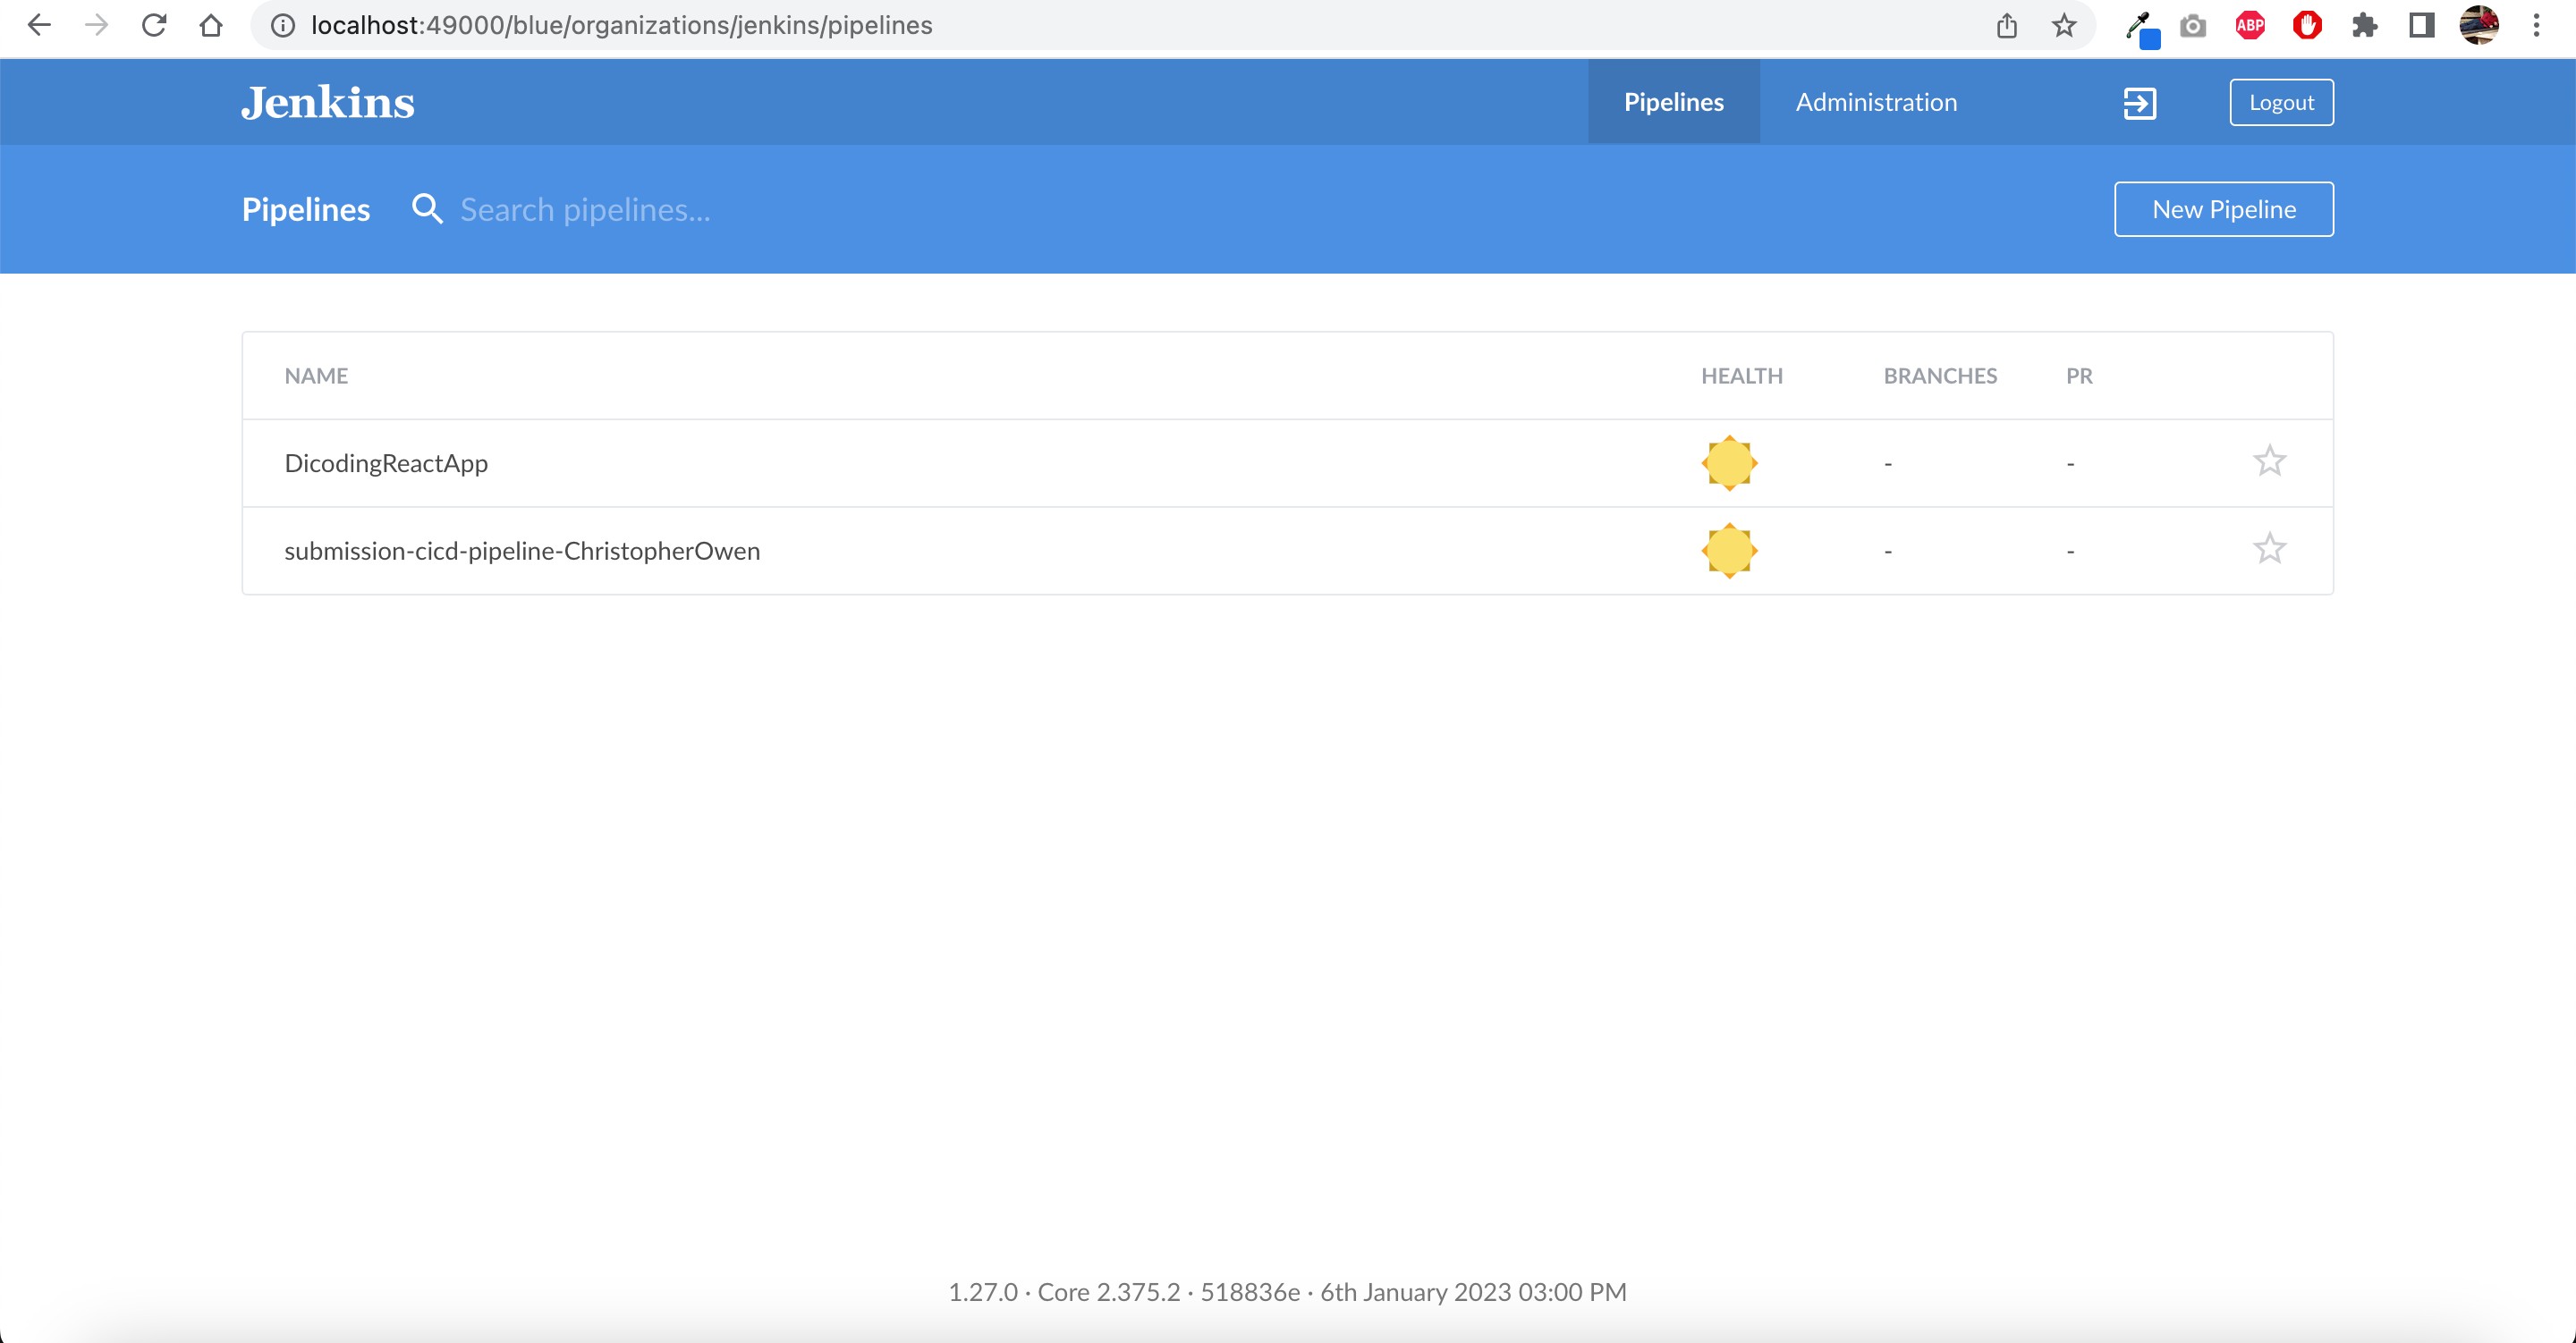 localhost:49000/blue/organizations/jenkins/pipelines
ABP
Jenkins
Pipelines
Administration
Logout
Pipelines
Search pipelines...
New Pipeline
NAME HEALTH BRANCHES PR
DicodingReactApp - -
submission-cicd-pipeline-ChristopherOwen - -
1.27.0 · Core 2.375.2 · 518836e · 6th January 2023 03:00 PM